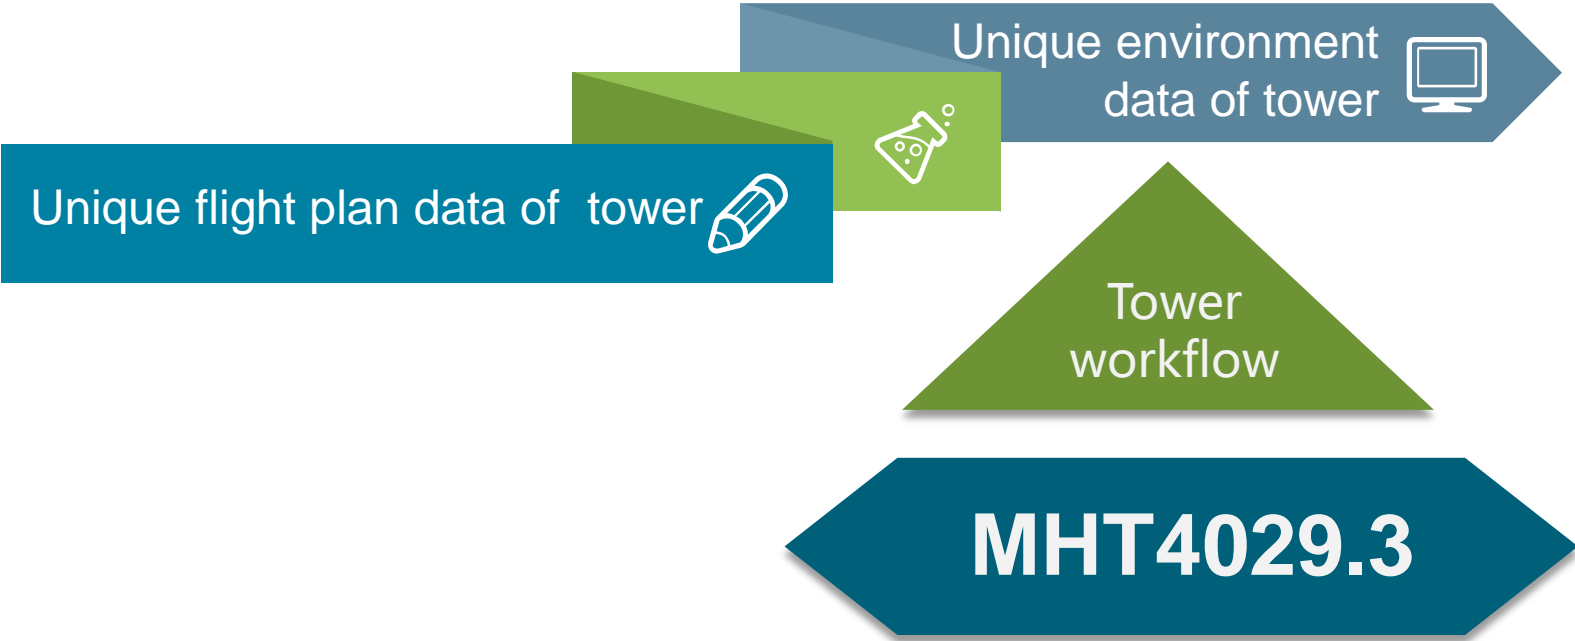 Unique environment
data of tower
Unique flight plan data of  tower
Tower
workflow
MHT4029.3